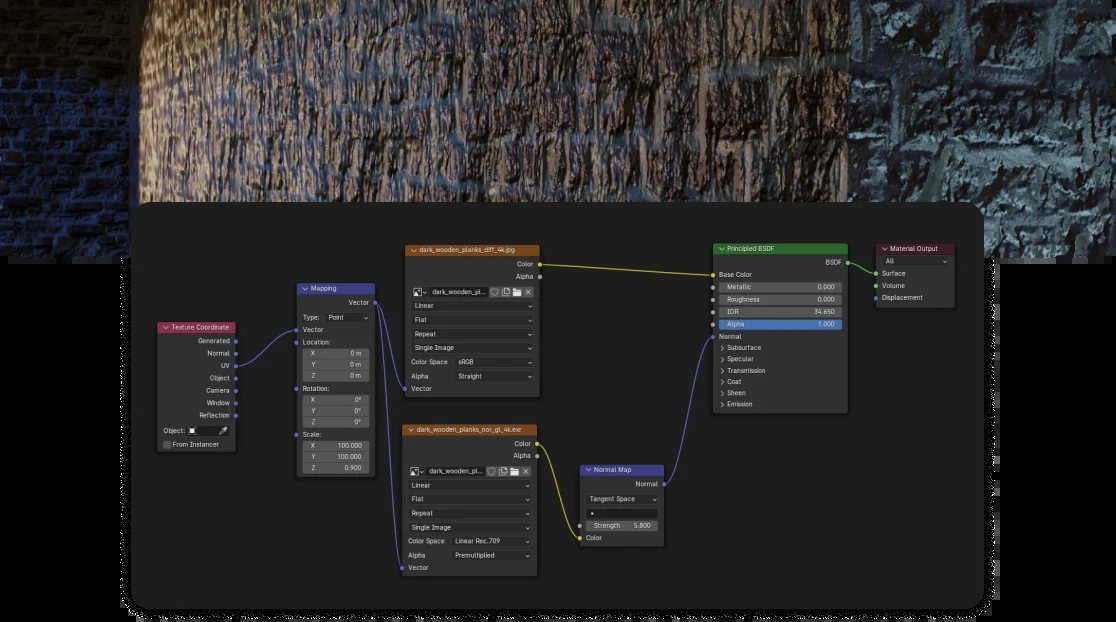 Texture Coordinate
Generated
Normal
UV
Object
Camera
Window
Reflection
Object:
From Instancer
Mapping
Vector
Type: Point
Vector
Location:
X 0 m
Y 0 m
Z 0 m
Rotation:
X 0°
Y 0°
Z 0°
Scale:
X 100.000
Y 100.000
Z 0.900
dark_wooden_planks_diff_4k.jpg
Color
Alpha
dark_wooden_pl...
Linear
Flat
Repeat
Single Image
Color Space sRGB
Alpha Straight
Vector
dark_wooden_planks_nor_gl_4k.exr
Color
Alpha
dark_wooden_pl...
Linear
Flat
Repeat
Single Image
Color Space Linear Rec.709
Alpha Premultiplied
Vector
Normal Map
Normal
Tangent Space
Strength 5.800
Color
Principled BSDF
BSDF
Base Color
Metallic 0.000
Roughness 0.000
IOR 34.650
Alpha 1.000
Normal
Subsurface
Specular
Transmission
Coat
Sheen
Emission
Material Output
All
Surface
Volume
Displacement